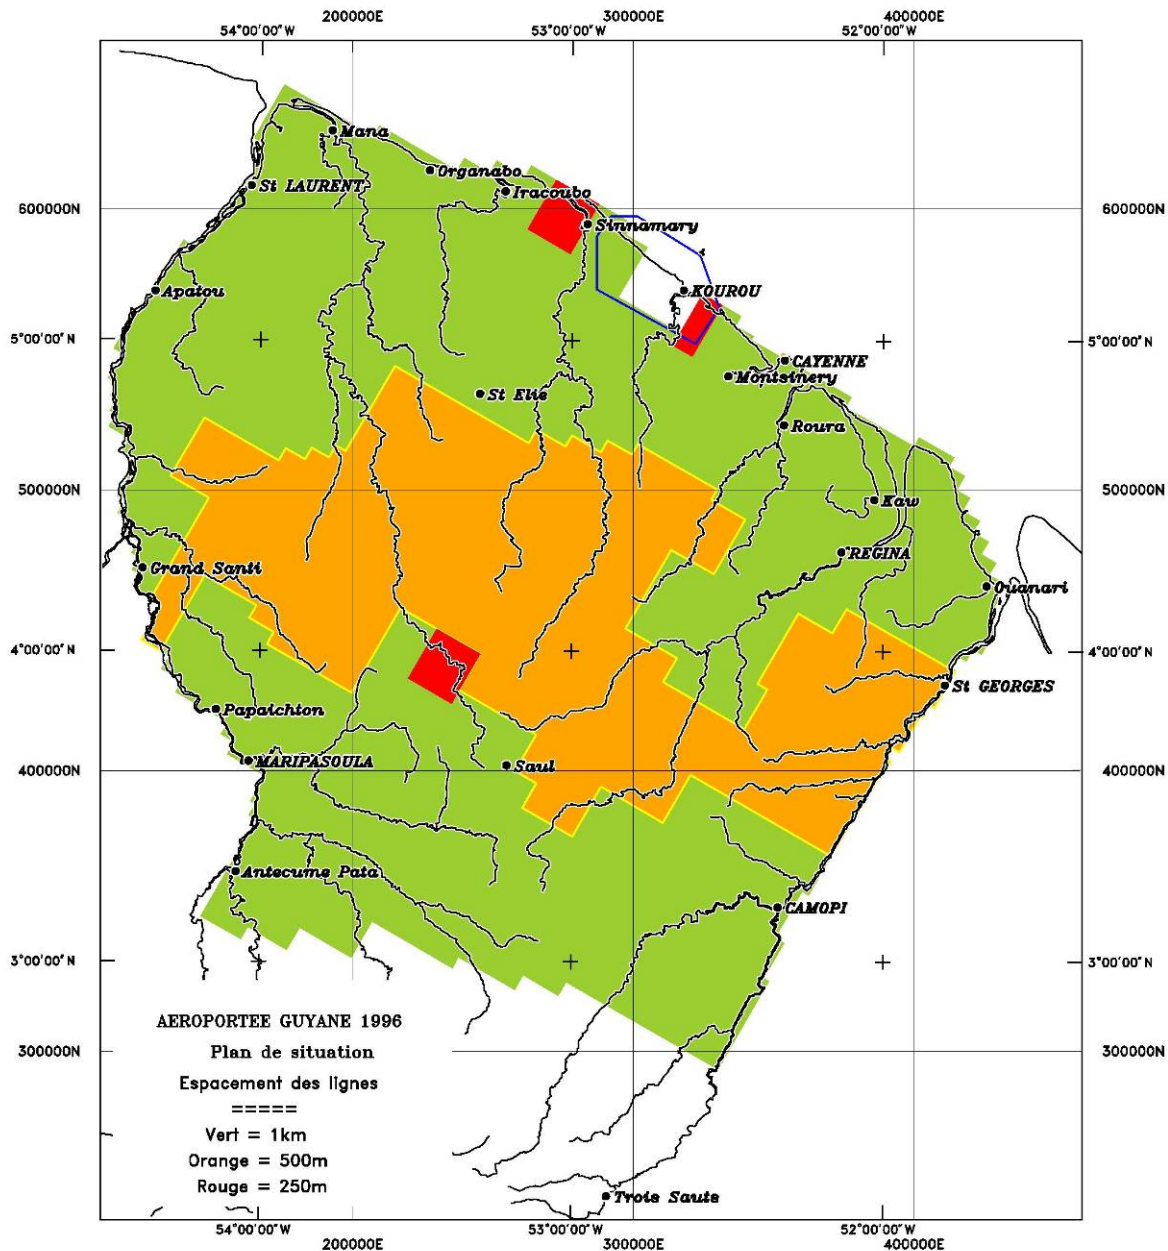 200000E 300000E 400000E
54°00'00"W 53°00'00"W 52°00'00"W
Mana
Organabo
St LAURENT
Iracoubo
600000N 600000N
Sinnamary
Apatou
KOUROU
5°00'00"N 5°00'00"N
CAYENNE
Montsinery
St Elie
Roura
500000N 500000N
Kaw
REGINA
Grand Santi
Ouanari
4°00'00"N 4°00'00"N
St GEORGES
Papaichton
MARIPASOULA
Saul
400000N 400000N
Antecume Pata
CAMOPI
3°00'00"N 3°00'00"N
AEROPORTEE GUYANE 1996
Plan de situation
300000N 300000N
Espacement des lignes
=====
Vert = 1km
Orange = 500m
Rouge = 250m
Trois Sauts
54°00'00"W 53°00'00"W 52°00'00"W
200000E 300000E 400000E